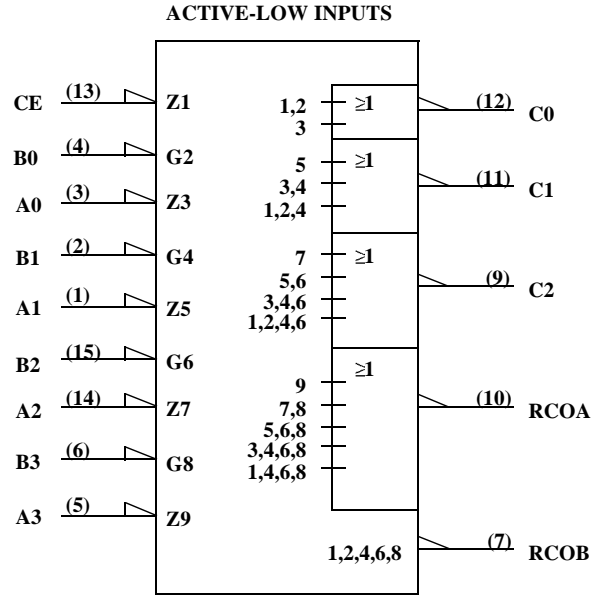 ACTIVE-LOW INPUTS
CE (13) Z1
B0 (4) G2
A0 (3) Z3
B1 (2) G4
A1 (1) Z5
B2 (15) G6
A2 (14) Z7
B3 (6) G8
A3 (5) Z9
1,2 ≥1 (12) C0
3
5 ≥1 (11) C1
3,4
1,2,4
7 ≥1 (9) C2
5,6
3,4,6
1,2,4,6
≥1
9
7,8 (10) RCOA
5,6,8
3,4,6,8
1,4,6,8
1,2,4,6,8 (7) RCOB